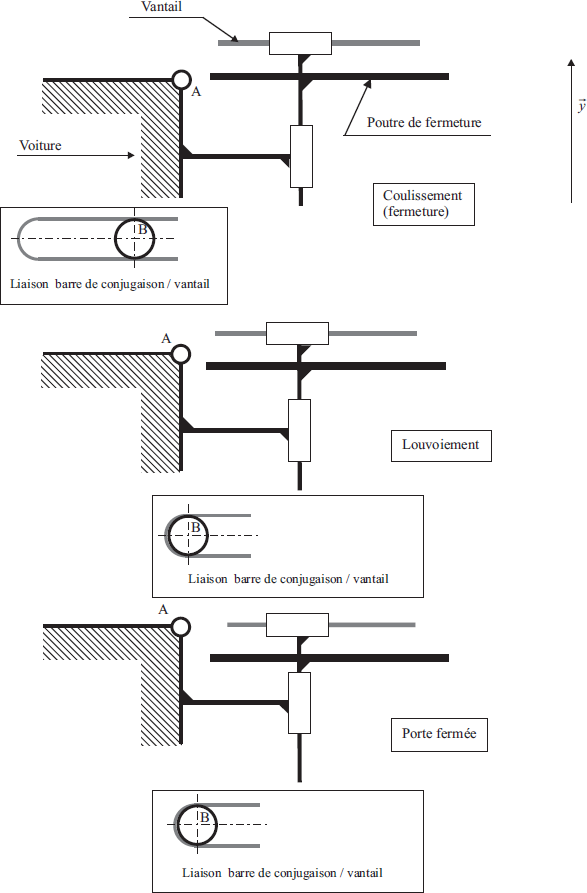 Vantail
A
y
Poutre de fermeture
Voiture
Coulissement
(fermeture)
B
Liaison barre de conjugaison / vantail
A
Louvoiement
B
Liaison barre de conjugaison / vantail
A
Porte fermée
B
Liaison barre de conjugaison / vantail